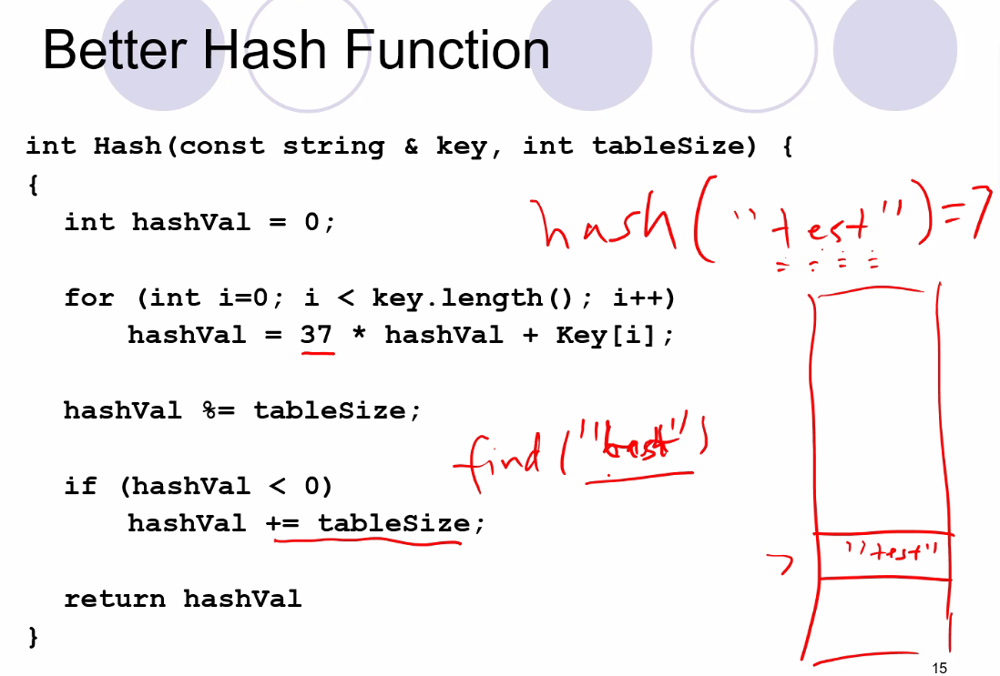 Better Hash Function
int Hash(const string & key, int tableSize) {
{
int hashVal = 0;
hash("test")=7
for (int i=0; i < key.length(); i++)
hashVal = 37 * hashVal + Key[i];
hashVal %= tableSize;
find("test")
if (hashVal < 0)
hashVal += tableSize;
7 "test"
return hashVal
}
15